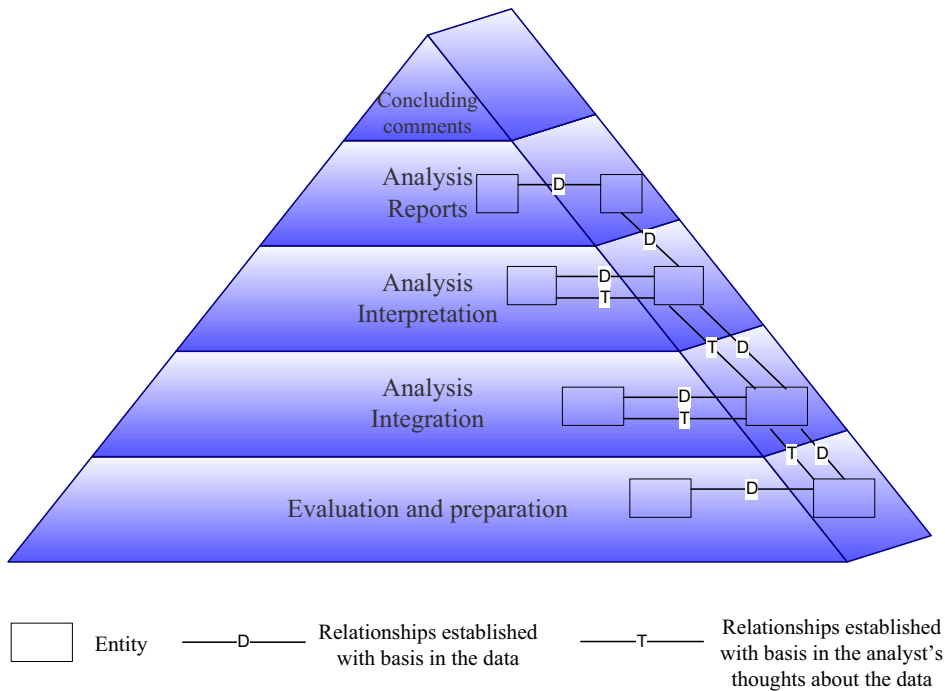 Concluding
comments
Analysis
Reports
D
D
Analysis
Interpretation
D
T
T
D
Analysis
Integration
D
T
T
D
Evaluation and preparation
D
Entity
D
Relationships established
with basis in the data
T
Relationships established
with basis in the analyst's
thoughts about the data